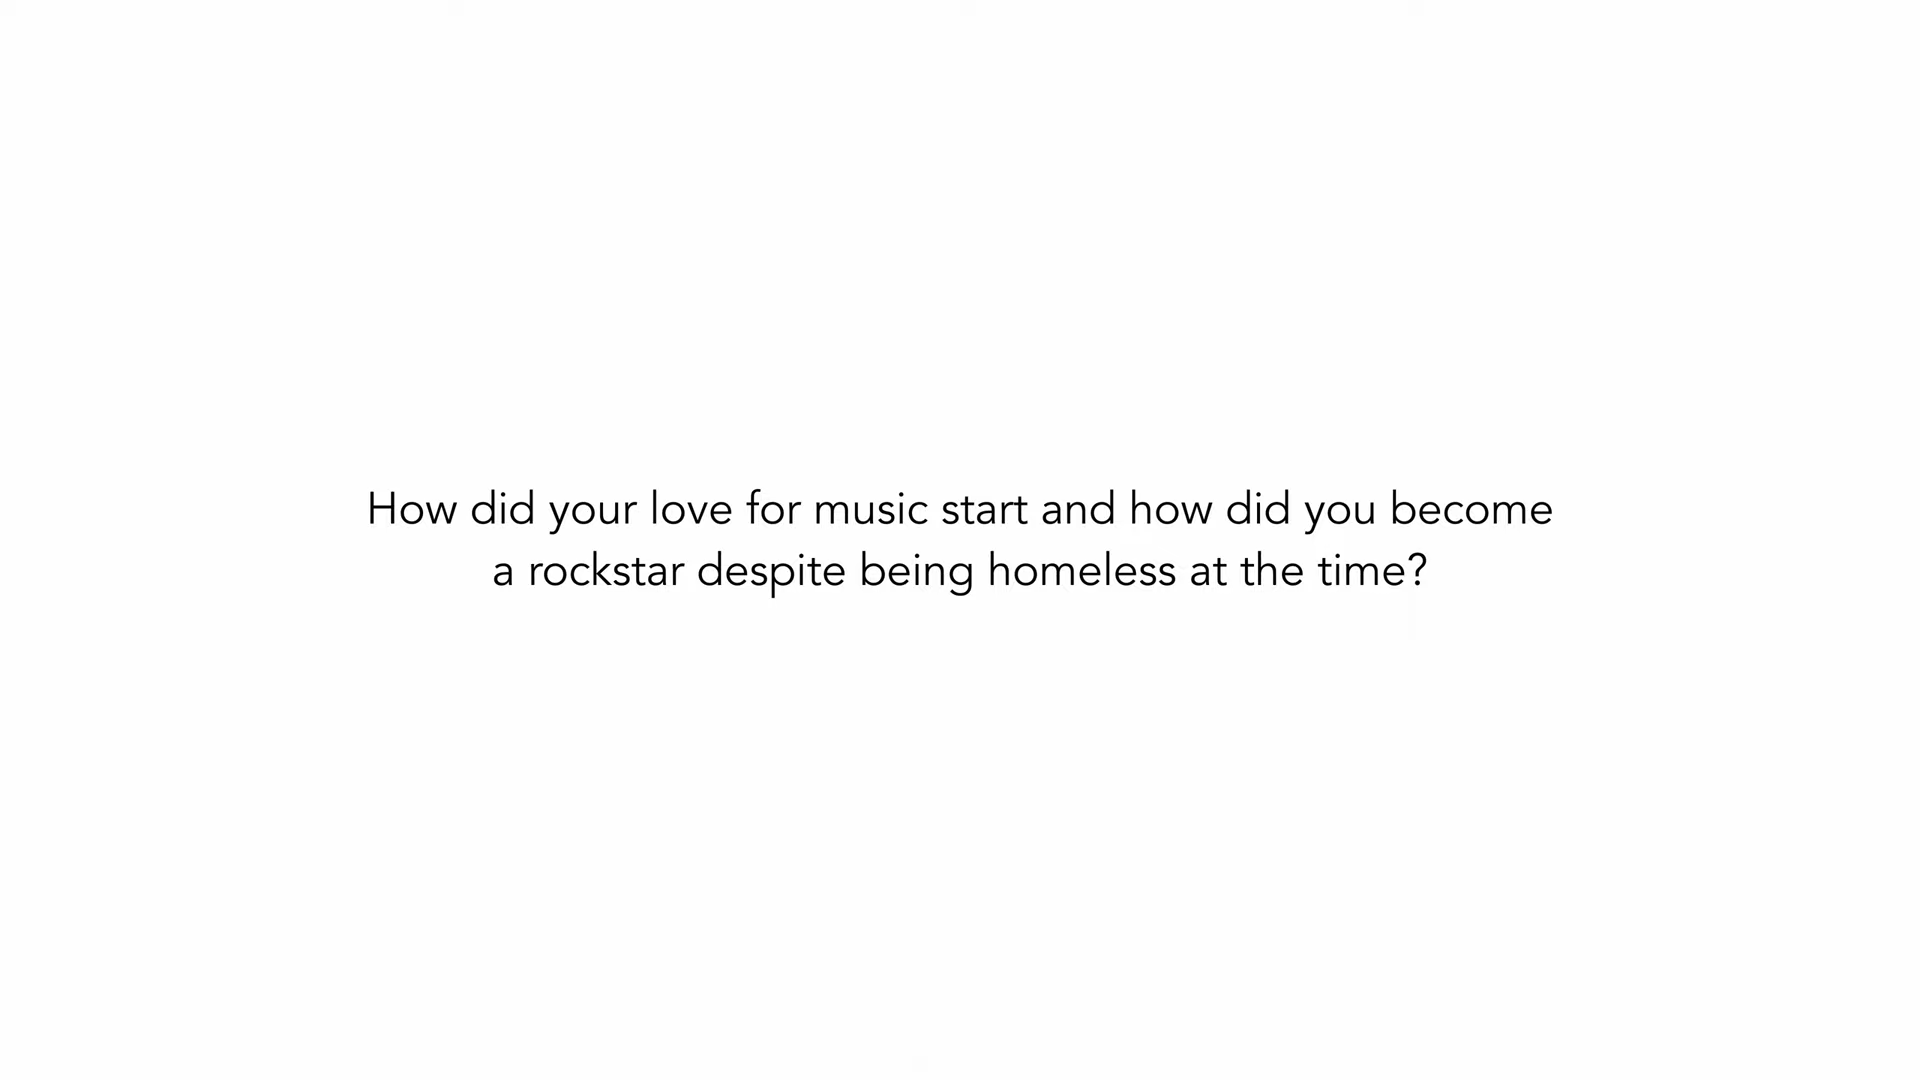 How did your love for music start and how did you become
a rockstar despite being homeless at the time?